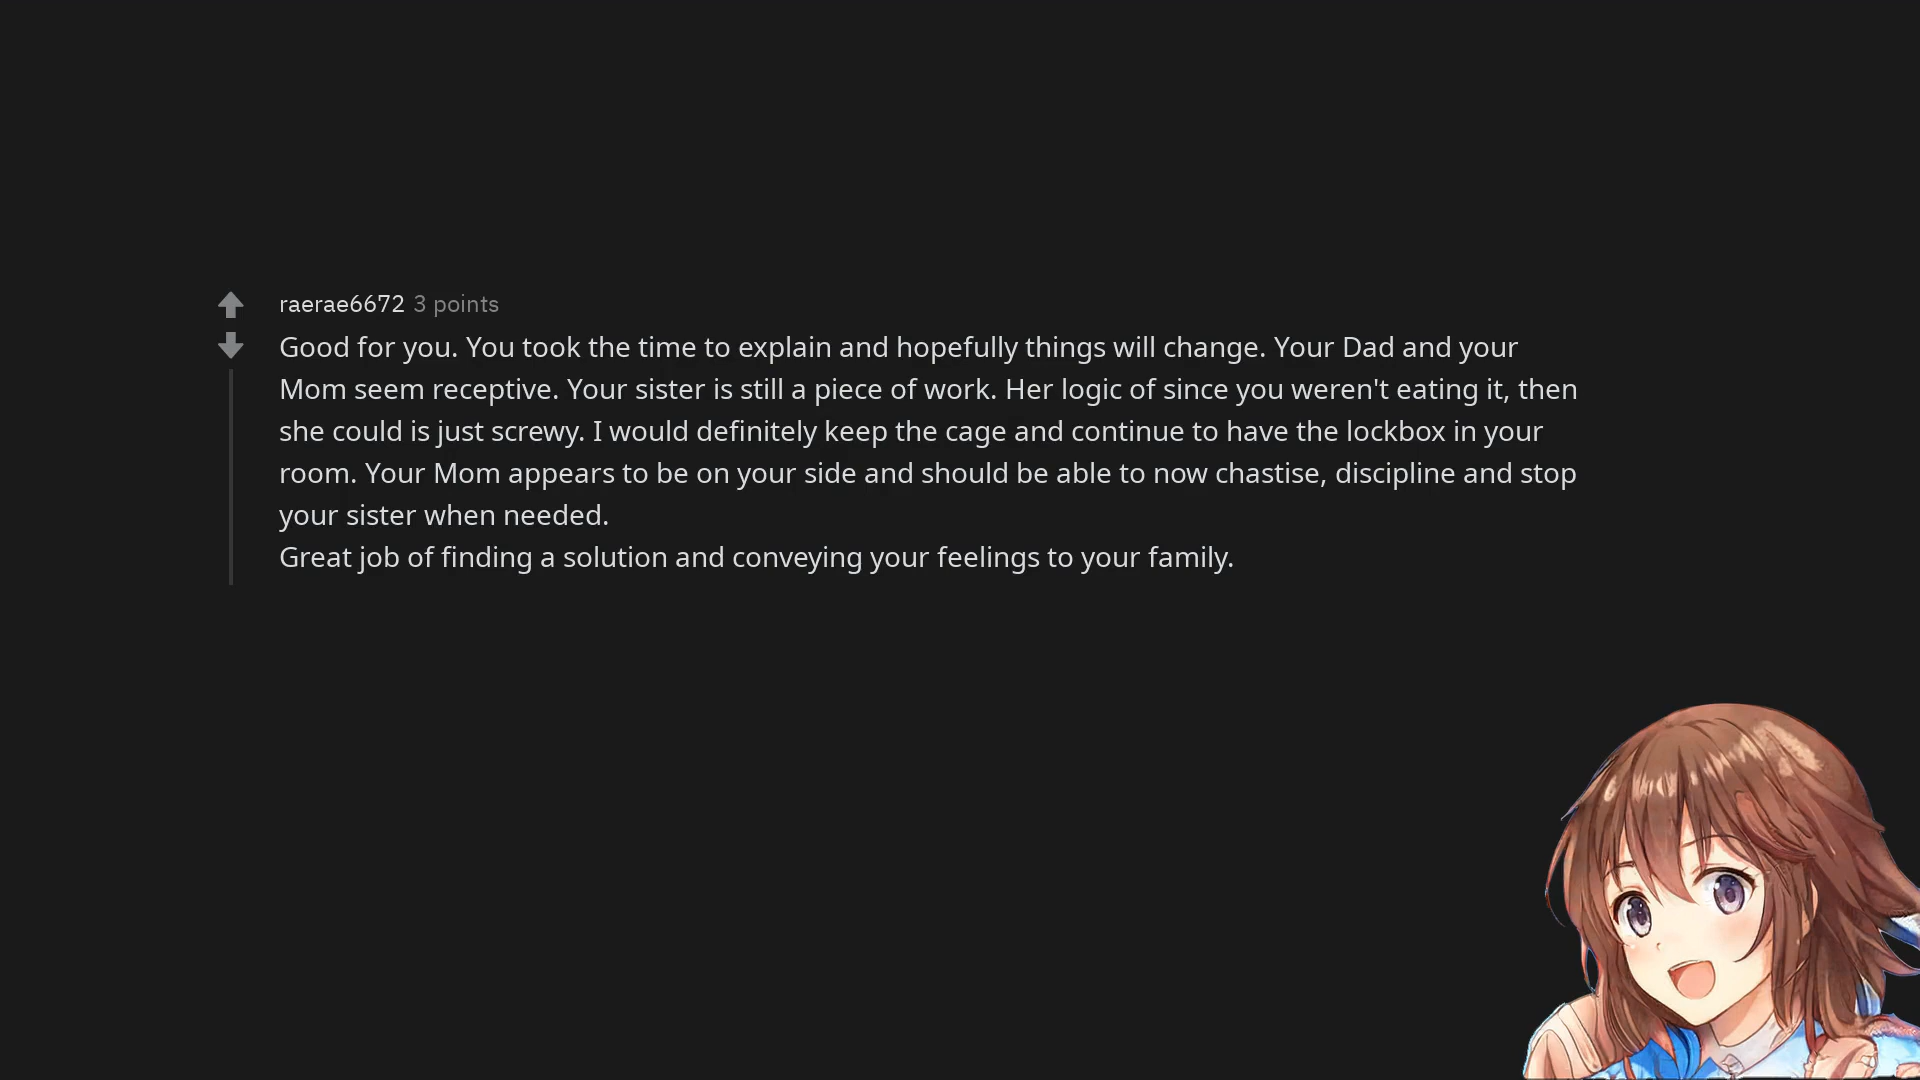 raerae6672 3 points
Good for you. You took the time to explain and hopefully things will change. Your Dad and your
Mom seem receptive. Your sister is still a piece of work. Her logic of since you weren't eating it, then
she could is just screwy. I would definitely keep the cage and continue to have the lockbox in your
room. Your Mom appears to be on your side and should be able to now chastise, discipline and stop
your sister when needed.
Great job of finding a solution and conveying your feelings to your family.